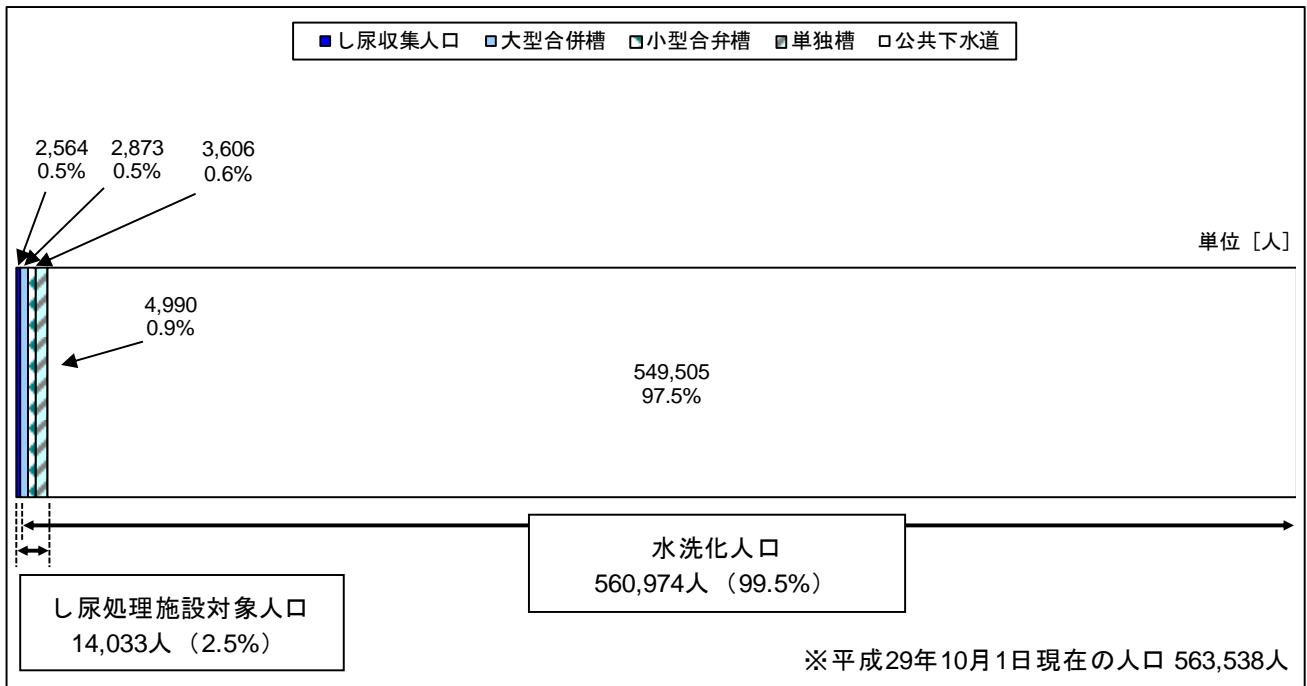 ■し尿収集人口 ■大型合併槽 ■小型合弁槽 ■単独槽 □公共下水道
2,564 2,873 3,606
0.5% 0.5% 0.6%
単位［人］
4,990
0.9%
549,505
97.5%
水洗化人口
560,974人（99.5%）
し尿処理施設対象人口
14,033人（2.5%）
※平成29年10月1日現在の人口 563,538人